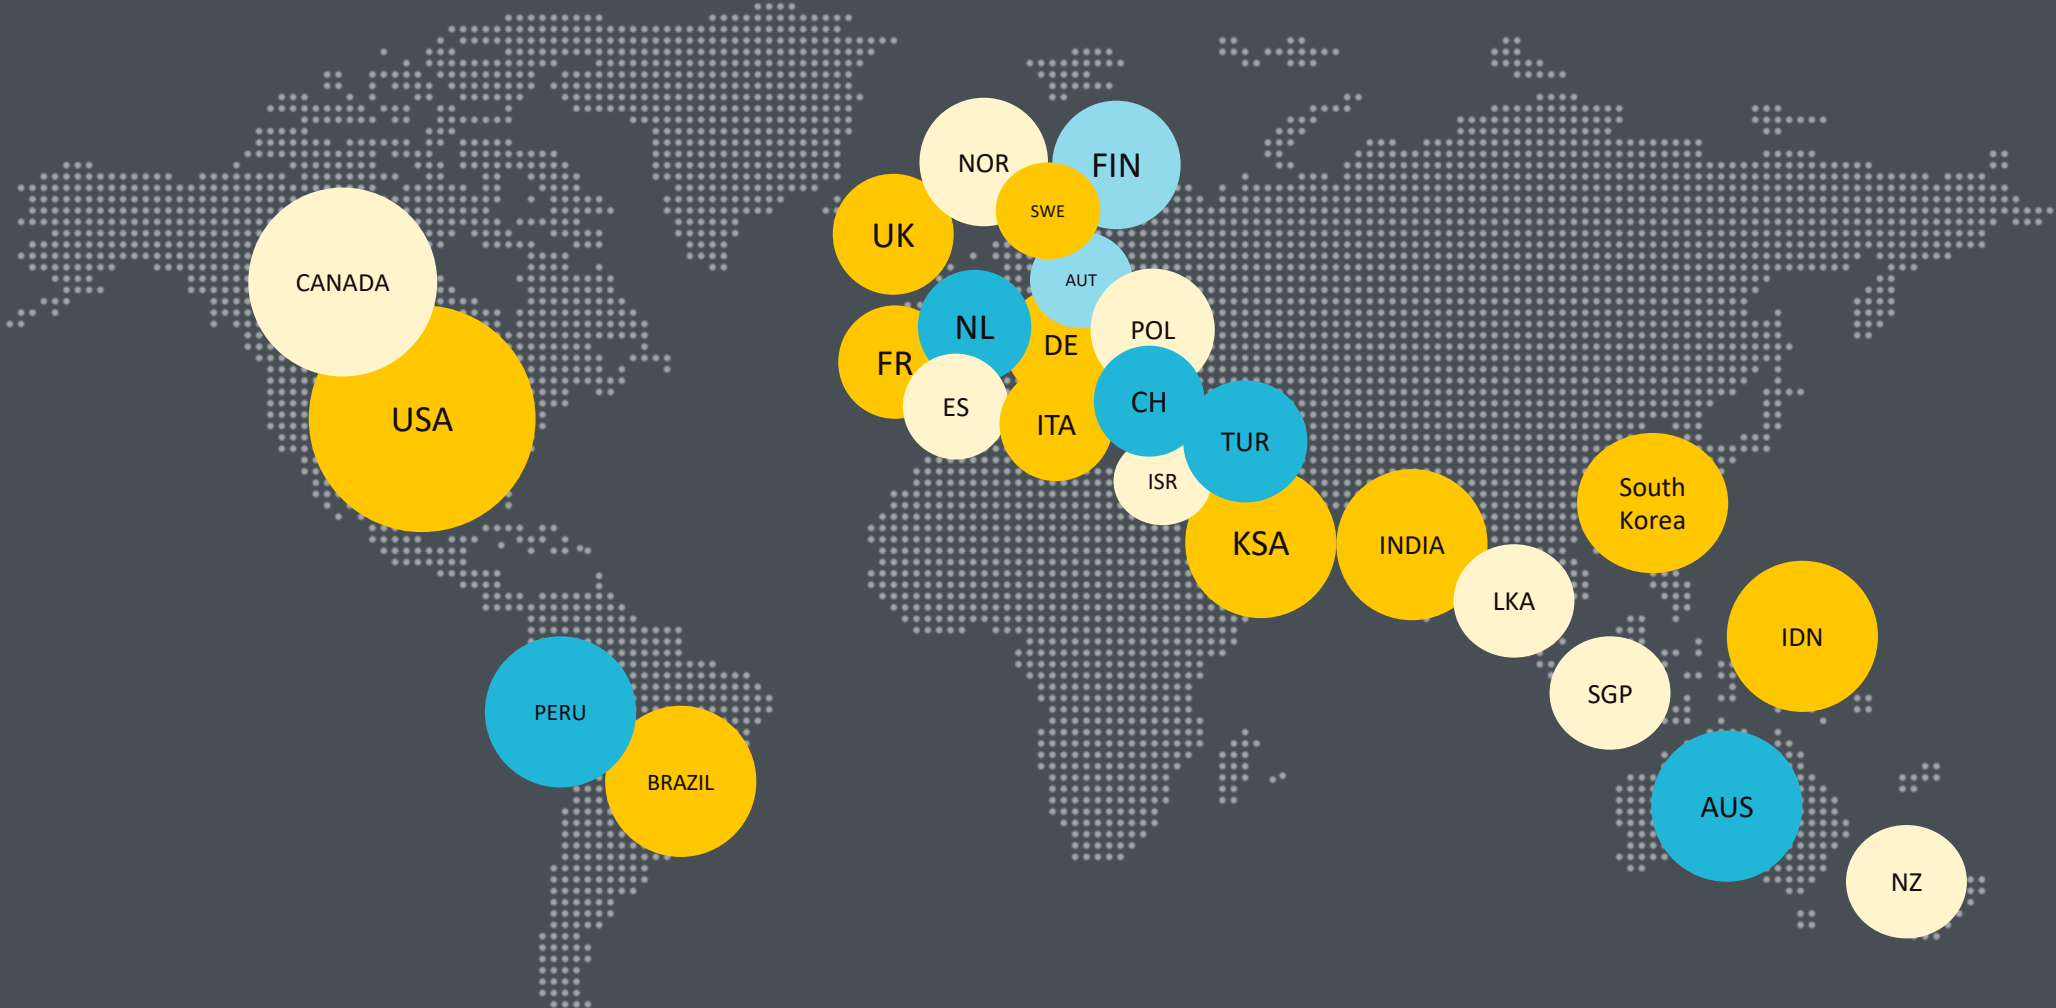 NOR
FIN
SWE
UK
CANADA
AUT
NL
POL
DE
FR
ES
CH
USA
ITA
TUR
ISR
South
Korea
KSA
INDIA
LKA
IDN
SGP
PERU
BRAZIL
AUS
NZ